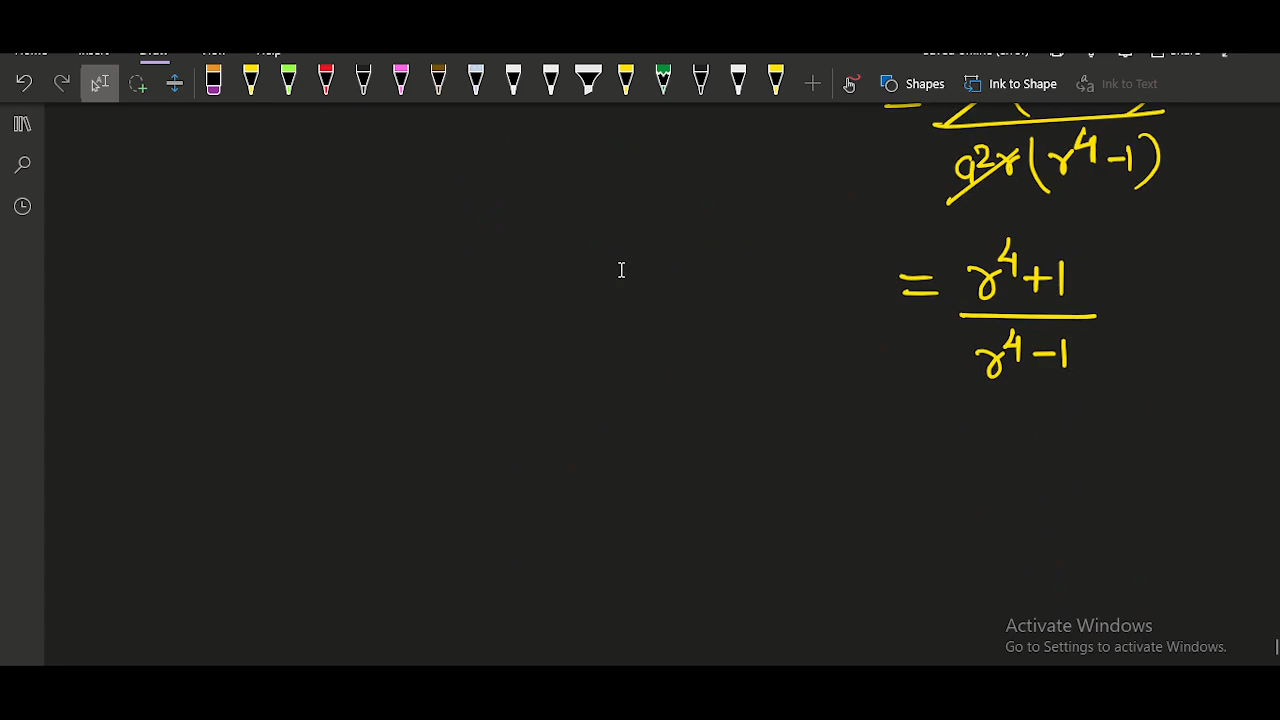 Shapes Ink to Shape Ink to Text
=
a²r(r⁴-1)
= r⁴+1
r⁴-1
Activate Windows
Go to Settings to activate Windows.